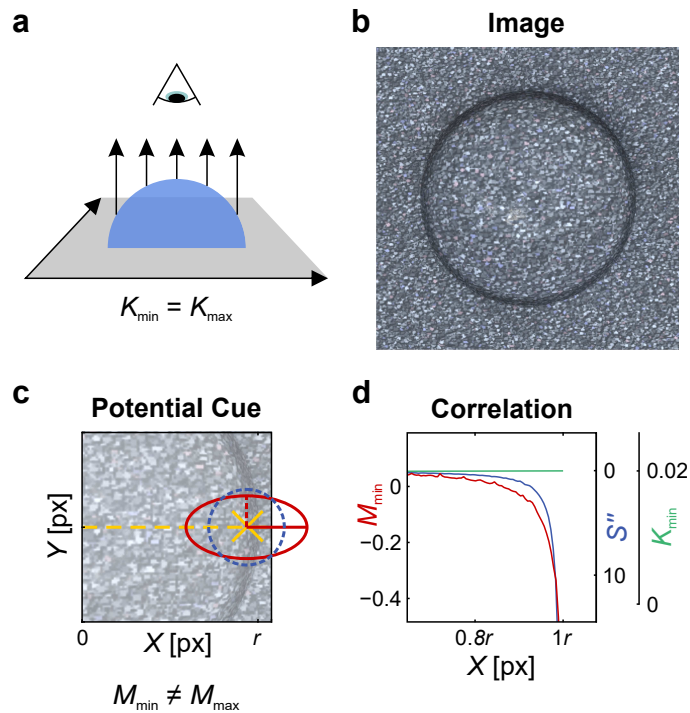 a
K_min = K_max
b
Image
c
Potential Cue
Y [px]
0
r
X [px]
M_min ≠ M_max
d
Correlation
M_min
0
−0.2
−0.4
0.8r
1r
X [px]
0
10
S″
0.02
0
K_min